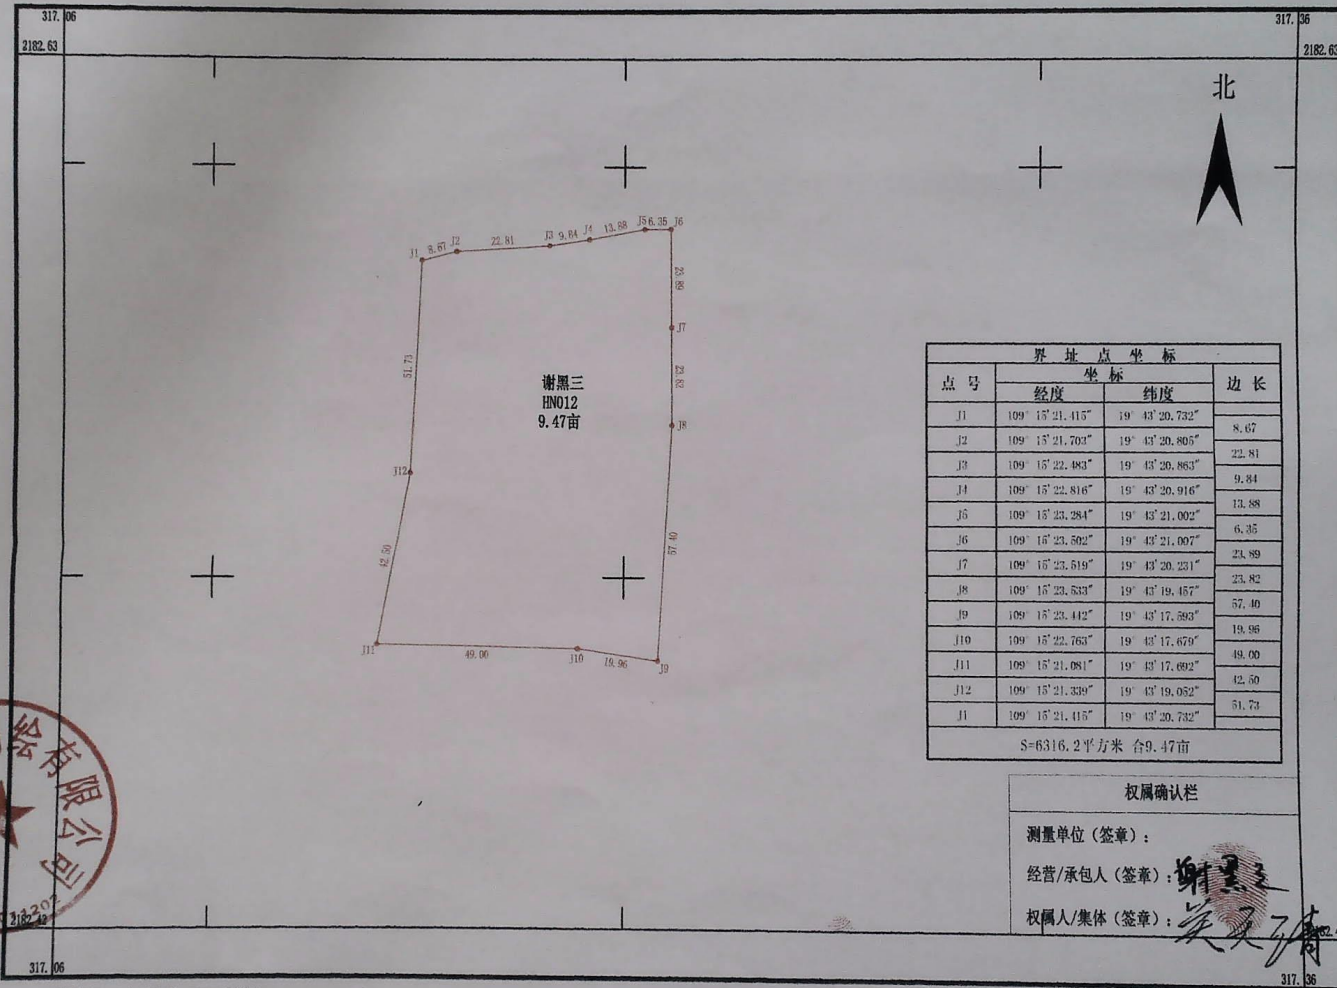 317. 06
317. 36
2182. 63
2182. 63
北
J1 8.67 J2 22.81 J3 9.84 J4 13.88 J5 6.35 J6
23.89
J7
23.82
J8
57.40
J9
19.96
J10
49.00
J11
42.50
J12
51.73
谢黑三
HN012
9.47亩
界 址 点 坐 标
点 号 坐 标 边 长
经度 纬度
J1 109° 15′21.415″ 19° 43′20.732″
8.67
J2 109° 15′21.703″ 19° 43′20.805″
22.81
J3 109° 15′22.483″ 19° 43′20.863″
9.84
J4 109° 15′22.816″ 19° 43′20.916″
13.88
J5 109° 15′23.284″ 19° 43′21.002″
6.35
J6 109° 15′23.502″ 19° 43′21.007″
23.89
J7 109° 15′23.519″ 19° 43′20.231″
23.82
J8 109° 15′23.533″ 19° 43′19.457″
57.40
J9 109° 15′23.442″ 19° 43′17.593″
19.96
J10 109° 15′22.763″ 19° 43′17.679″
49.00
J11 109° 15′21.081″ 19° 43′17.692″
42.50
J12 109° 15′21.339″ 19° 43′19.052″
51.73
J1 109° 15′21.415″ 19° 43′20.732″
S=6316.2平方米 合9.47亩
绘有限公司
权属确认栏
测量单位（签章）：
经营/承包人（签章）：谢黑三
权属人/集体（签章）：
2182. 42
317. 06
317. 36